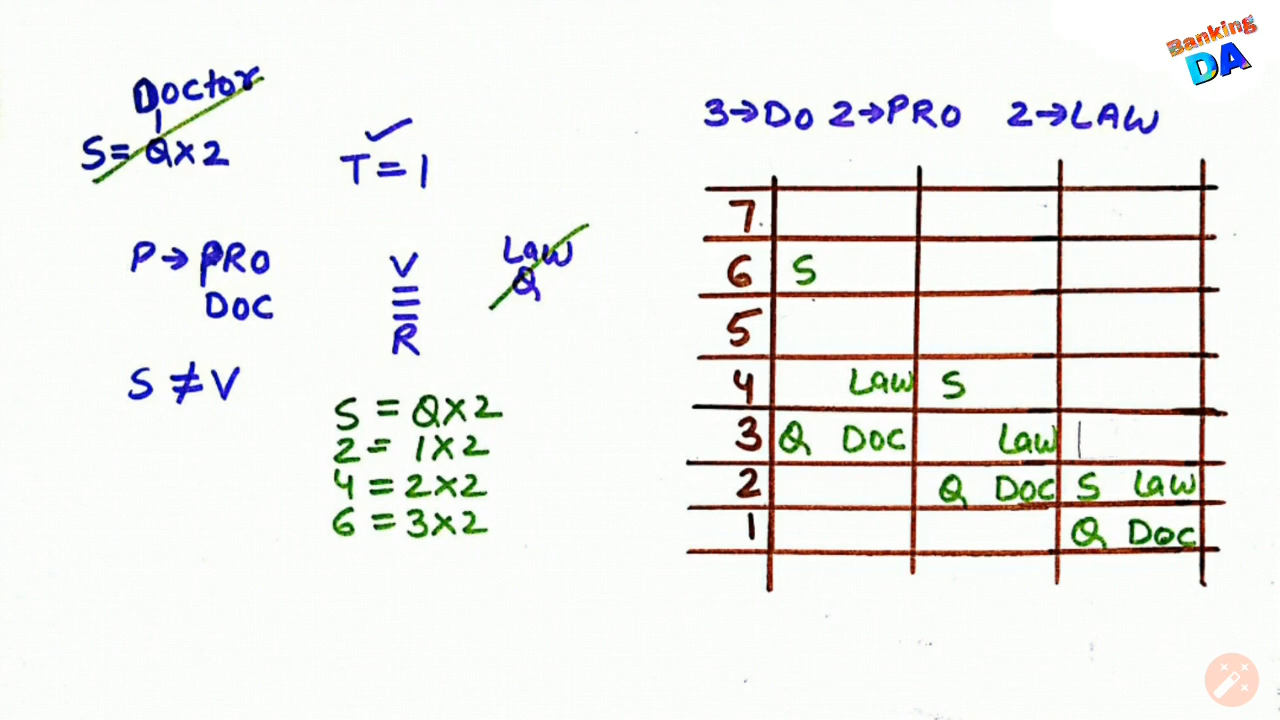 Banking
DA
Doctor
S = Q×2
T = 1
P → PRO
DOC
V
=
=
R
Law
Q
S ≠ V
S = Q×2
2 = 1×2
4 = 2×2
6 = 3×2
3→DO 2→PRO 2→LAW
7
6 S
5
4 Law S
3 Q DOC Law
2 Q DOC S Law
1 Q DOC